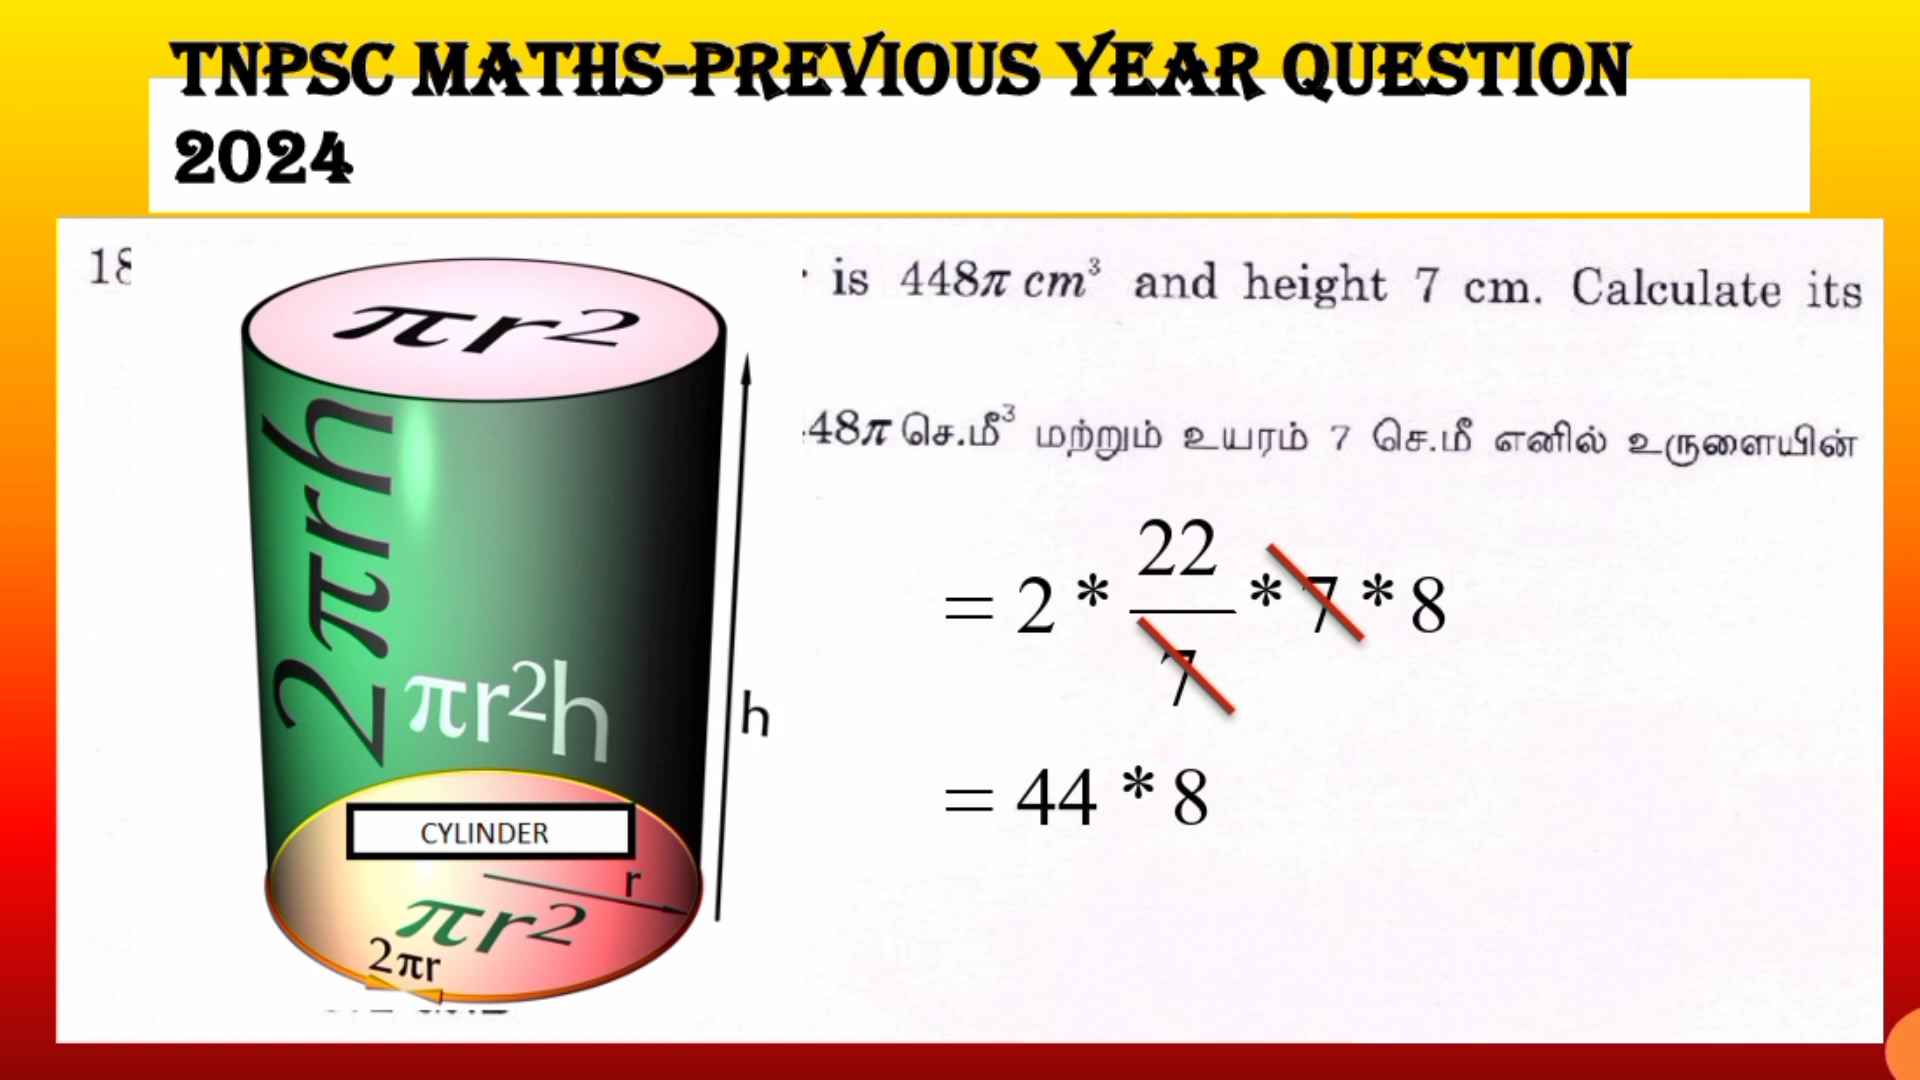 TNPSC MATHS-PREVIOUS YEAR QUESTION
2024
18
is 448π cm³ and height 7 cm. Calculate its
48π செ.மீ³ மற்றும் உயரம் 7 செ.மீ எனில் உருளையின்
πr²
2πrh
πr²h
h
CYLINDER
r
πr²
2πr
= 2 * 22/7 * 7 * 8
= 44 * 8